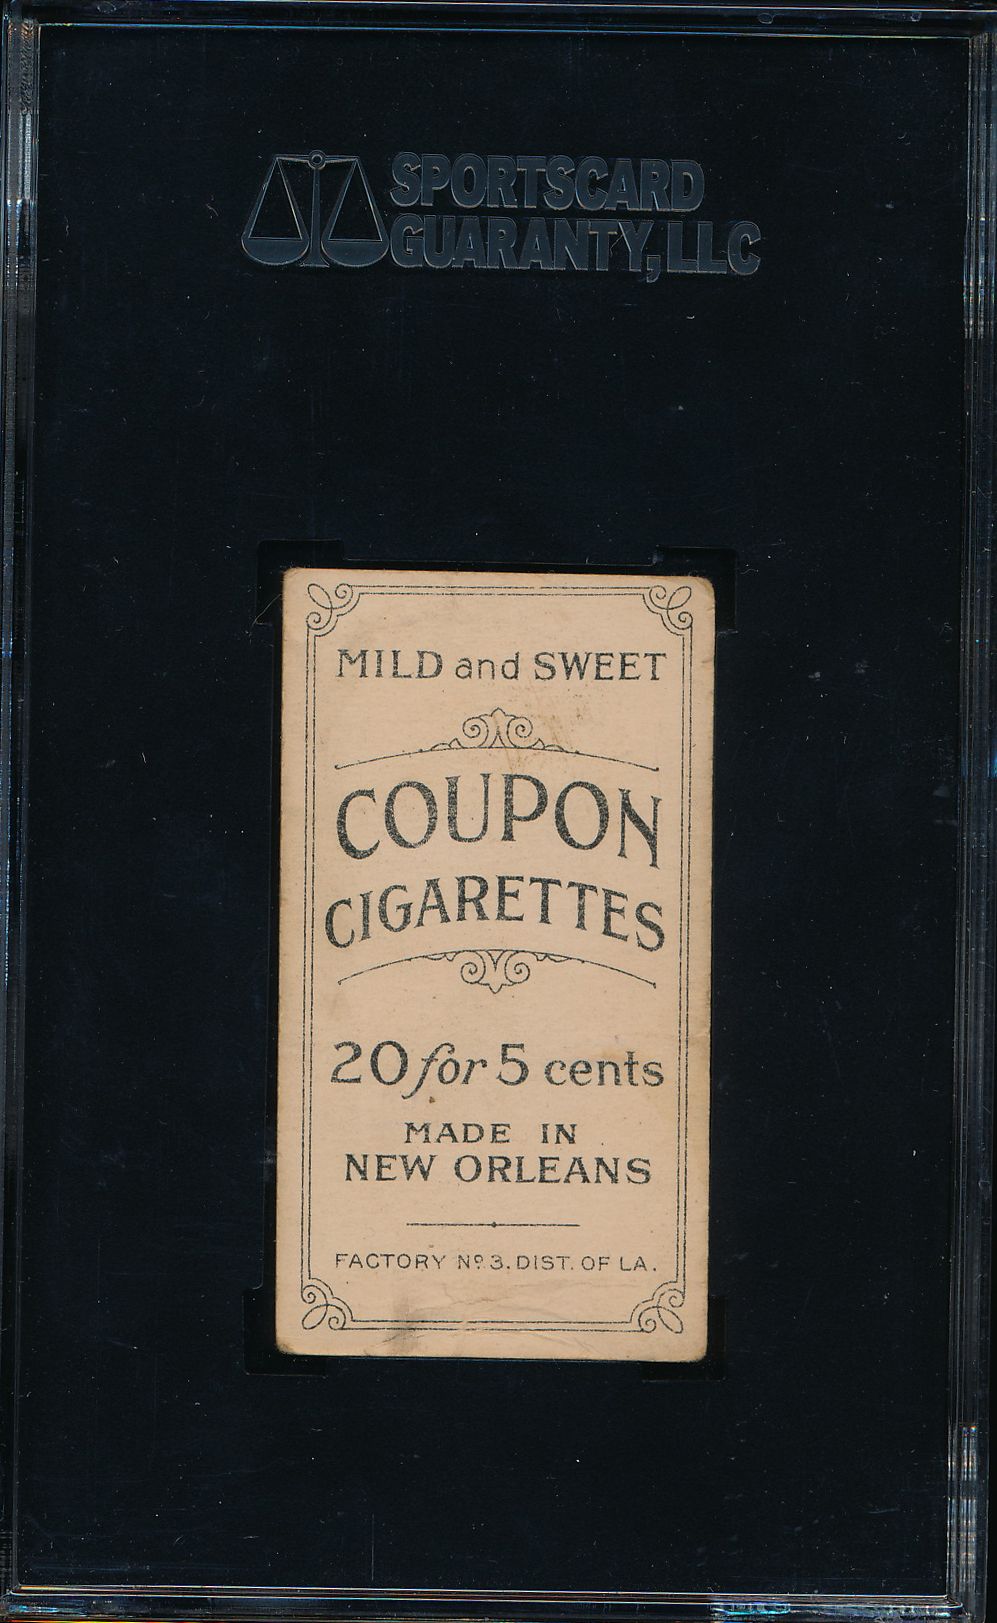 SPORTSCARD
GUARANTY, LLC
MILD and SWEET
COUPON
CIGARETTES
20 for 5 cents
MADE IN
NEW ORLEANS
FACTORY Nº 3. DIST. OF LA.